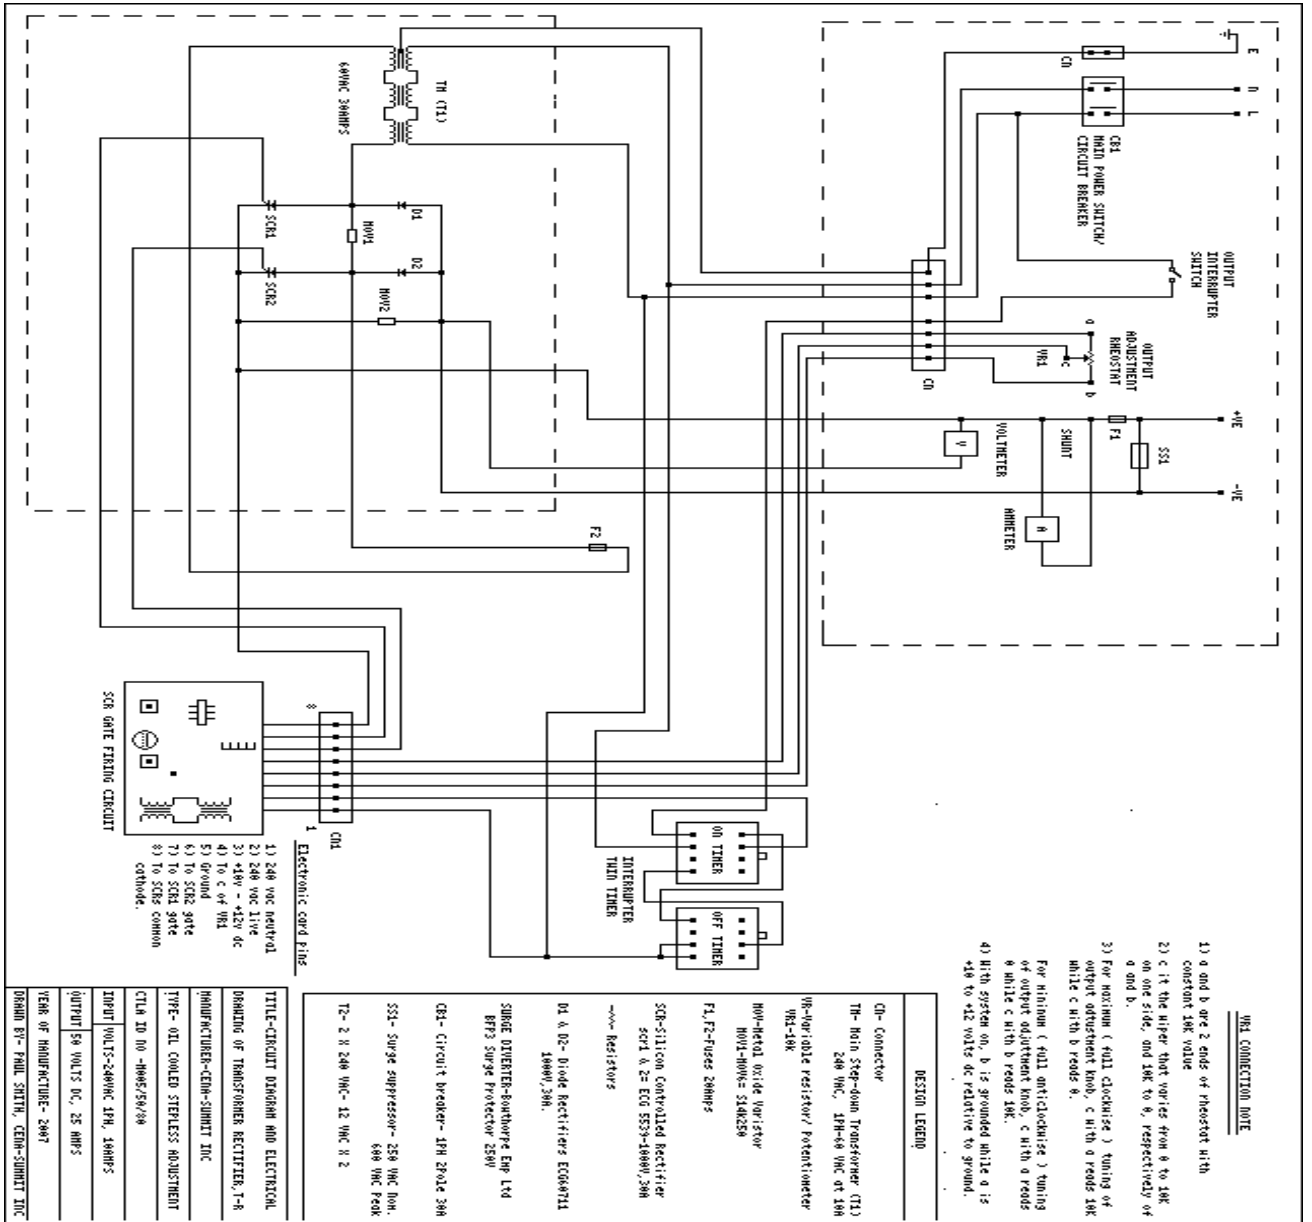 E
N
L
CN
CB1
MAIN POWER SWITCH/
CIRCUIT BREAKER
OUTPUT
INTERRUPTER
SWITCH
OUTPUT
ADJUSTMENT
RHEOSTAT
a
VR1
c
b
CN
+VE
-VE
F1
SS1
SHUNT
VOLTMETER
V
AMMETER
A
TM (T1)
60VAC 30AMPS
SCR1
SCR2
D1
D2
MOV1
MOV2
F2
8
1
CN1
SCR GATE FIRING CIRCUIT
ON TIMER
OFF TIMER
INTERRUPTER
TWIN TIMER
Electronic card pins
1) 240 vac neutral
2) 240 vac live
3) +10v - +12v dc
4) To c of VR1
5) Ground
6) To SCR2 gate
7) To SCR1 gate
8) To SCRs common
cathode.
VR1 CONNECTION NOTE
1) a and b are 2 ends of rheostat with
constant 10K value
2) c it the wiper that varies from 0 to 10K
on one side, and 10K to 0, respectively of
a and b.
3) For maximum ( full clockwise ) tuning of
output adtustment knob, c with a reads 10K
while c with b reads 0.
For minimum ( full anticlockwise ) tuning
of output adjuttment knob, c with a reads
0 while c with b reads 10K.
4) With system on, b is grounded while a is
+10 to +12 volts dc relative to ground.
DESIGN LEGEND
CN- Connector
TM- Main Step-down Transformer (T1)
240 VAC, 1PH-60 VAC at 10A
VR-Variable resistor/ Potentiometer
VR1-10k
MOV-Metal Oxide Varistor
MOV1-MOV6= S14K250
F1,F2-Fuses 20Amps
SCR-Silicon Controlled Rectifier
scr1 & 2= ECG 5539-1000V,30A
Resistors
D1 & D2- Diode Rectifiers ECG60711
1000V,30A.
SURGE DIVERTER-Bowthorpe Emp Ltd
BFP3 Surge Protector 250V
CB1- Circuit breaker- 1PH 2Pole 30A
SS1- Surge suppressor- 250 VAC Nom.
600 VAC Peak
T2- 2 X 240 VAC- 12 VAC X 2
TITLE-CIRCUIT DIAGRAM AND ELECTRICAL
DRAWING OF TRANSFORMER RECTIFIER,T-R
MANUFACTURER-CENA-SUMMIT INC
TYPE- OIL COOLED STEPLESS ADJUSTMENT
CTLA ID NO -M005/50/80
INPUT VOLTS-240VAC 1PH, 10AMPS
OUTPUT 50 VOLTS DC, 25 AMPS
YEAR OF MANUFACTURE- 2007
DRAWN BY- PAUL SMITH, CENA-SUMMIT INC